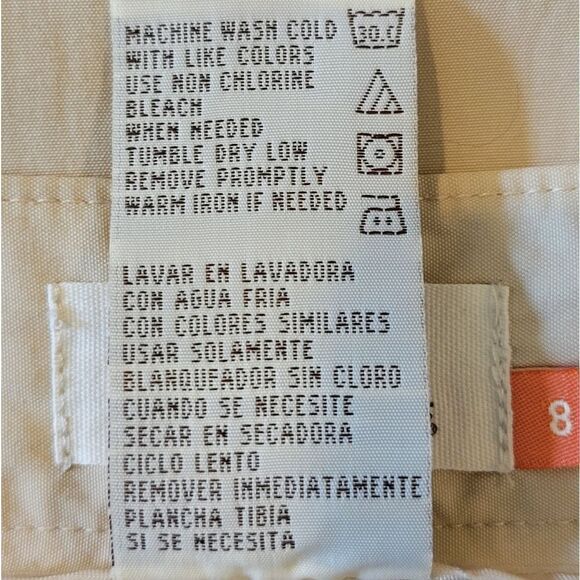 MACHINE WASH COLD
WITH LIKE COLORS
USE NON CHLORINE
BLEACH
WHEN NEEDED
TUMBLE DRY LOW
REMOVE PROMPTLY
WARM IRON IF NEEDED
30.C
LAVAR EN LAVADORA
CON AGUA FRIA
CON COLORES SIMILARES
USAR SOLAMENTE
BLANQUEADOR SIN CLORO
CUANDO SE NECESITE
SECAR EN SECADORA
CICLO LENTO
REMOVER INMEDIATAMENTE
PLANCHA TIBIA
SI SE NECESITA
8